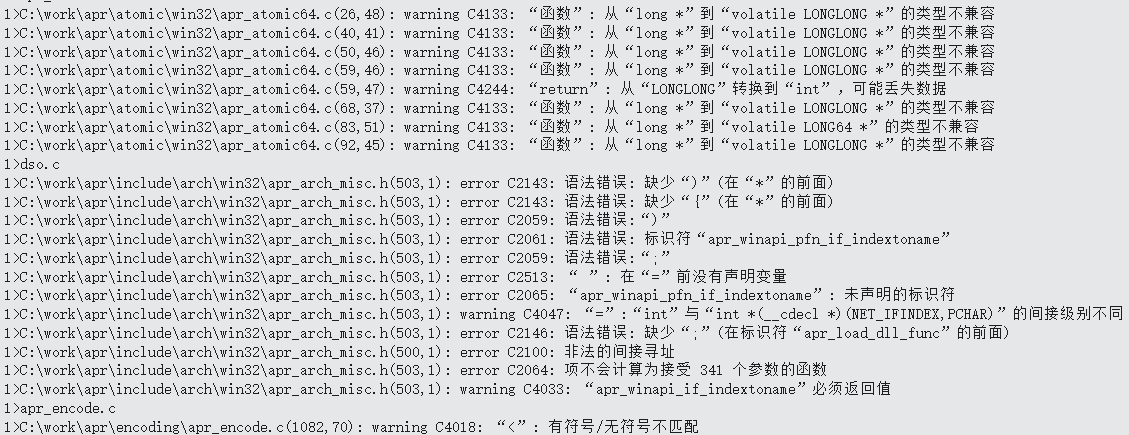 1>C:\work\apr\atomic\win32\apr_atomic64.c(26,48): warning C4133: “函数”: 从“long *”到“volatile LONGLONG *”的类型不兼容
1>C:\work\apr\atomic\win32\apr_atomic64.c(40,41): warning C4133: “函数”: 从“long *”到“volatile LONGLONG *”的类型不兼容
1>C:\work\apr\atomic\win32\apr_atomic64.c(50,46): warning C4133: “函数”: 从“long *”到“volatile LONGLONG *”的类型不兼容
1>C:\work\apr\atomic\win32\apr_atomic64.c(59,46): warning C4133: “函数”: 从“long *”到“volatile LONGLONG *”的类型不兼容
1>C:\work\apr\atomic\win32\apr_atomic64.c(59,47): warning C4244: “return”: 从“LONGLONG”转换到“int”，可能丢失数据
1>C:\work\apr\atomic\win32\apr_atomic64.c(68,37): warning C4133: “函数”: 从“long *”到“volatile LONGLONG *”的类型不兼容
1>C:\work\apr\atomic\win32\apr_atomic64.c(83,51): warning C4133: “函数”: 从“long *”到“volatile LONG64 *”的类型不兼容
1>C:\work\apr\atomic\win32\apr_atomic64.c(92,45): warning C4133: “函数”: 从“long *”到“volatile LONGLONG *”的类型不兼容
1>dso.c
1>C:\work\apr\include\arch\win32\apr_arch_misc.h(503,1): error C2143: 语法错误: 缺少“)”(在“*”的前面)
1>C:\work\apr\include\arch\win32\apr_arch_misc.h(503,1): error C2143: 语法错误: 缺少“{”(在“*”的前面)
1>C:\work\apr\include\arch\win32\apr_arch_misc.h(503,1): error C2059: 语法错误:“)”
1>C:\work\apr\include\arch\win32\apr_arch_misc.h(503,1): error C2061: 语法错误: 标识符“apr_winapi_pfn_if_indextoname”
1>C:\work\apr\include\arch\win32\apr_arch_misc.h(503,1): error C2059: 语法错误:“;”
1>C:\work\apr\include\arch\win32\apr_arch_misc.h(503,1): error C2513: “ ”: 在“=”前没有声明变量
1>C:\work\apr\include\arch\win32\apr_arch_misc.h(503,1): error C2065: “apr_winapi_pfn_if_indextoname”: 未声明的标识符
1>C:\work\apr\include\arch\win32\apr_arch_misc.h(503,1): warning C4047: “=”:“int”与“int *(__cdecl *)(NET_IFINDEX,PCHAR)”的间接级别不同
1>C:\work\apr\include\arch\win32\apr_arch_misc.h(503,1): error C2146: 语法错误: 缺少“;”(在标识符“apr_load_dll_func”的前面)
1>C:\work\apr\include\arch\win32\apr_arch_misc.h(500,1): error C2100: 非法的间接寻址
1>C:\work\apr\include\arch\win32\apr_arch_misc.h(503,1): error C2064: 项不会计算为接受 341 个参数的函数
1>C:\work\apr\include\arch\win32\apr_arch_misc.h(503,1): warning C4033: “apr_winapi_if_indextoname”必须返回值
1>apr_encode.c
1>C:\work\apr\encoding\apr_encode.c(1082,70): warning C4018: “<”: 有符号/无符号不匹配